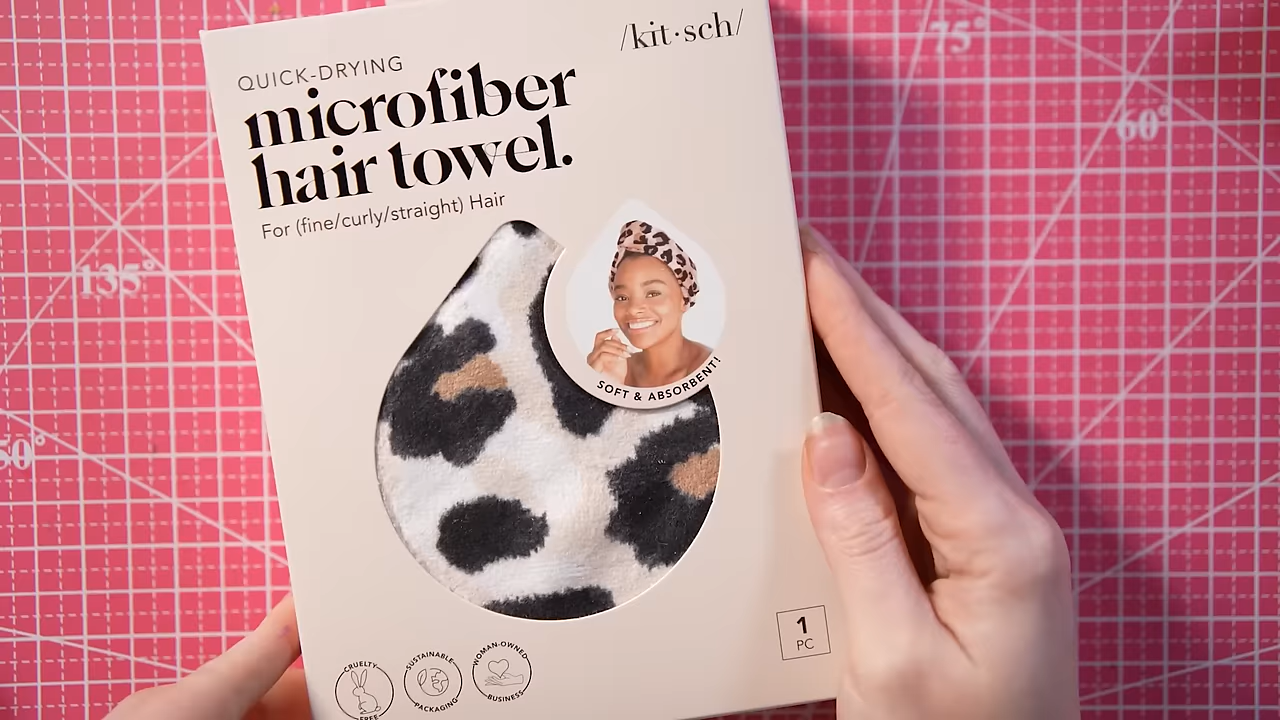 /kit·sch/
QUICK-DRYING
microfiber
hair towel.
For (fine/curly/straight) Hair
SOFT & ABSORBENT!
1
PC
CRUELTY
FREE
SUSTAINABLE
PACKAGING
WOMAN-OWNED
BUSINESS
75°
60°
135°
50°